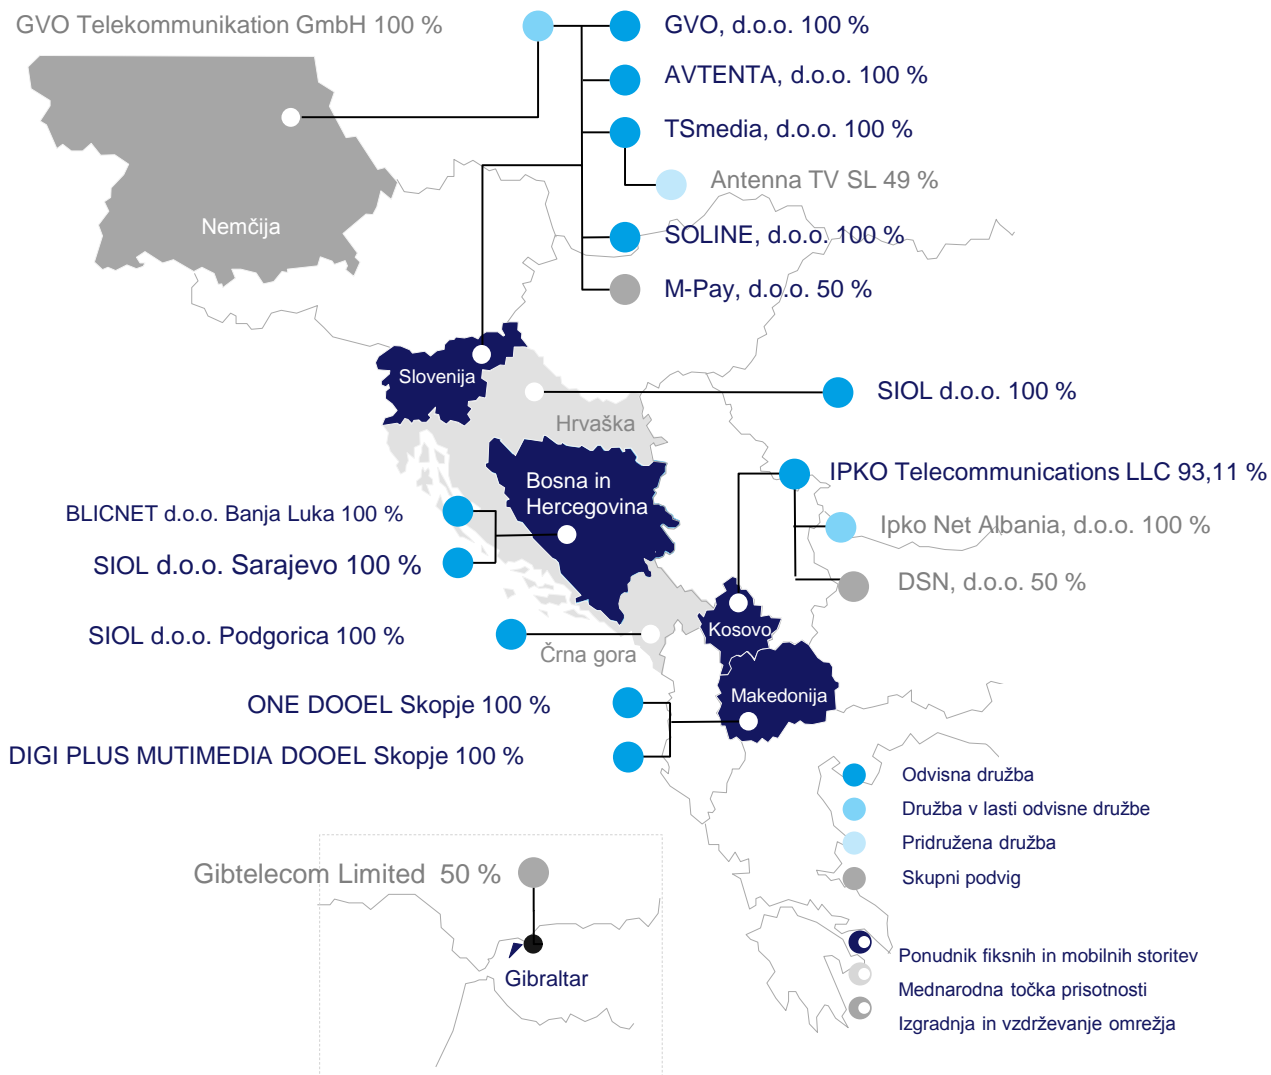 GVO Telekommunikation GmbH 100 %
GVO, d.o.o. 100 %
AVTENTA, d.o.o. 100 %
TSmedia, d.o.o. 100 %
Antenna TV SL 49 %
Nemčija
SOLINE, d.o.o. 100 %
M-Pay, d.o.o. 50 %
Slovenija
SIOL d.o.o. 100 %
Hrvaška
Bosna in
Hercegovina
IPKO Telecommunications LLC 93,11 %
BLICNET d.o.o. Banja Luka 100 %
Ipko Net Albania, d.o.o. 100 %
SIOL d.o.o. Sarajevo 100 %
DSN, d.o.o. 50 %
SIOL d.o.o. Podgorica 100 %
Kosovo
Črna gora
Makedonija
ONE DOOEL Skopje 100 %
DIGI PLUS MUTIMEDIA DOOEL Skopje 100 %
Odvisna družba
Družba v lasti odvisne družbe
Pridružena družba
Skupni podvig
Gibtelecom Limited 50 %
Gibraltar
Ponudnik fiksnih in mobilnih storitev
Mednarodna točka prisotnosti
Izgradnja in vzdrževanje omrežja